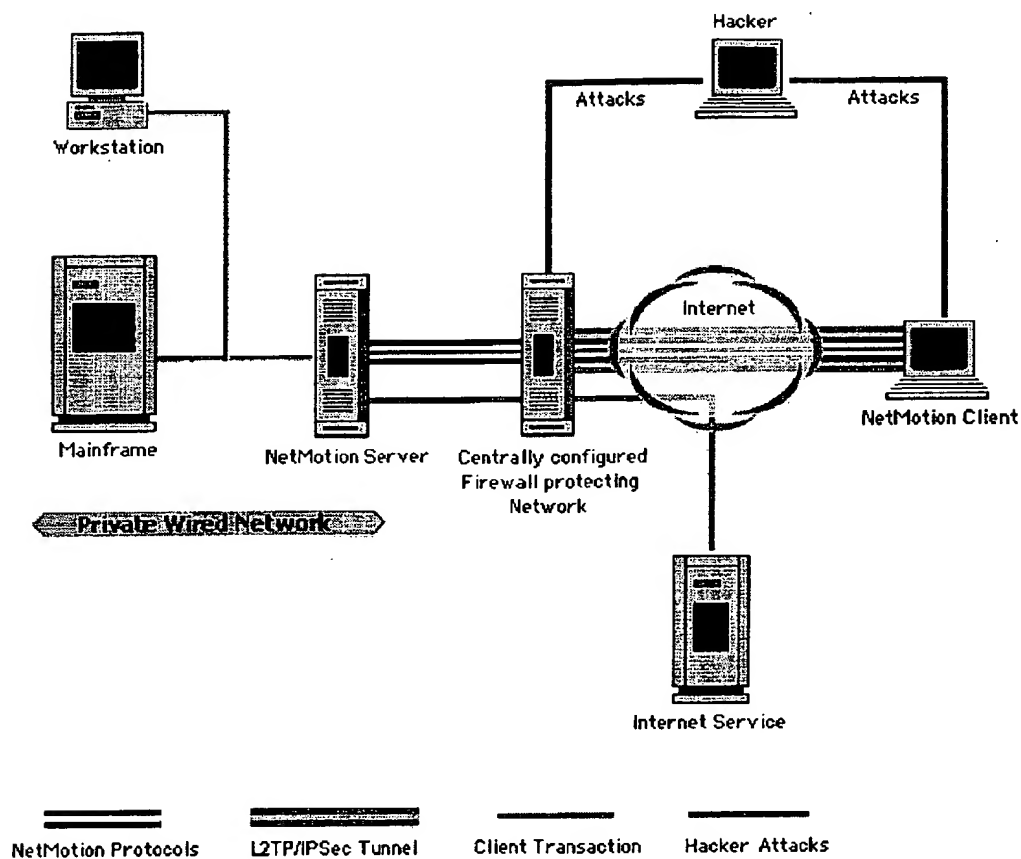 Hacker
Attacks
Attacks
Workstation
Internet
Mainframe
NetMotion Server
Centrally configured
Firewall protecting
Network
NetMotion Client
Private Wired Network
Internet Service
NetMotion Protocols
L2TP/IPSec Tunnel
Client Transaction
Hacker Attacks